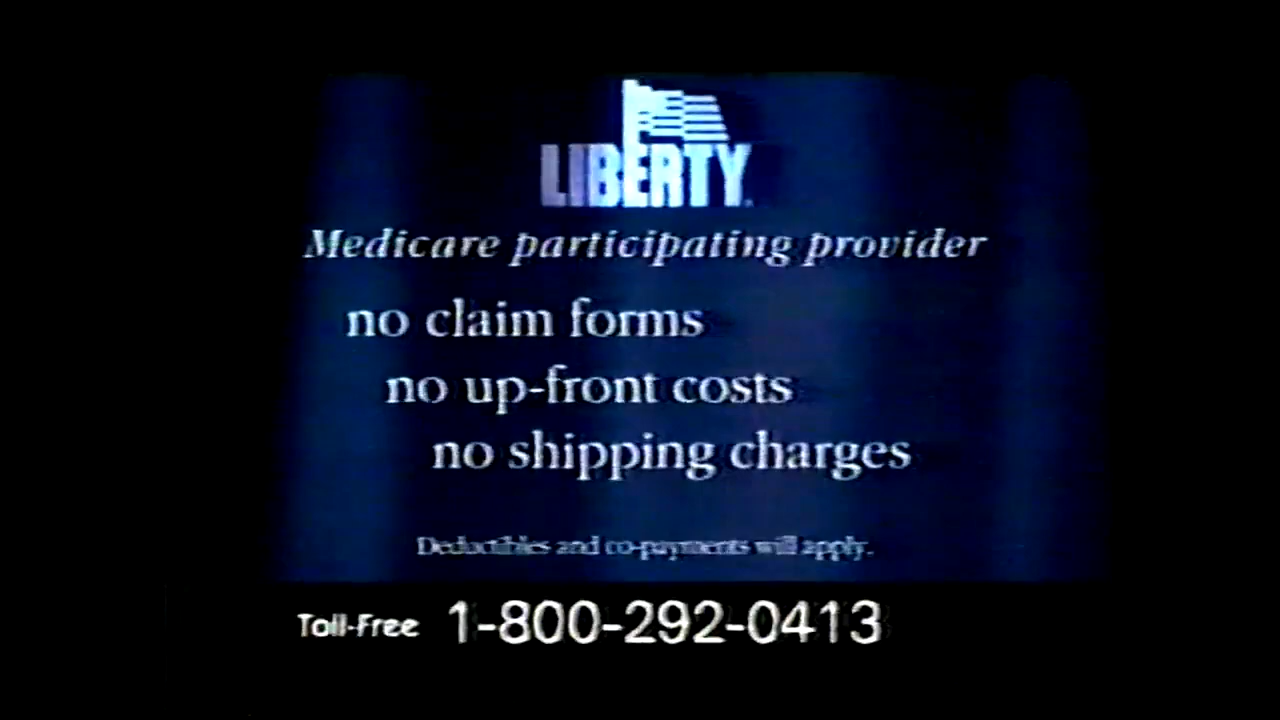 LIBERTY
Medicare participating provider
no claim forms
no up-front costs
no shipping charges
Deductibles and co-payments will apply.
Toll-Free 1-800-292-0413